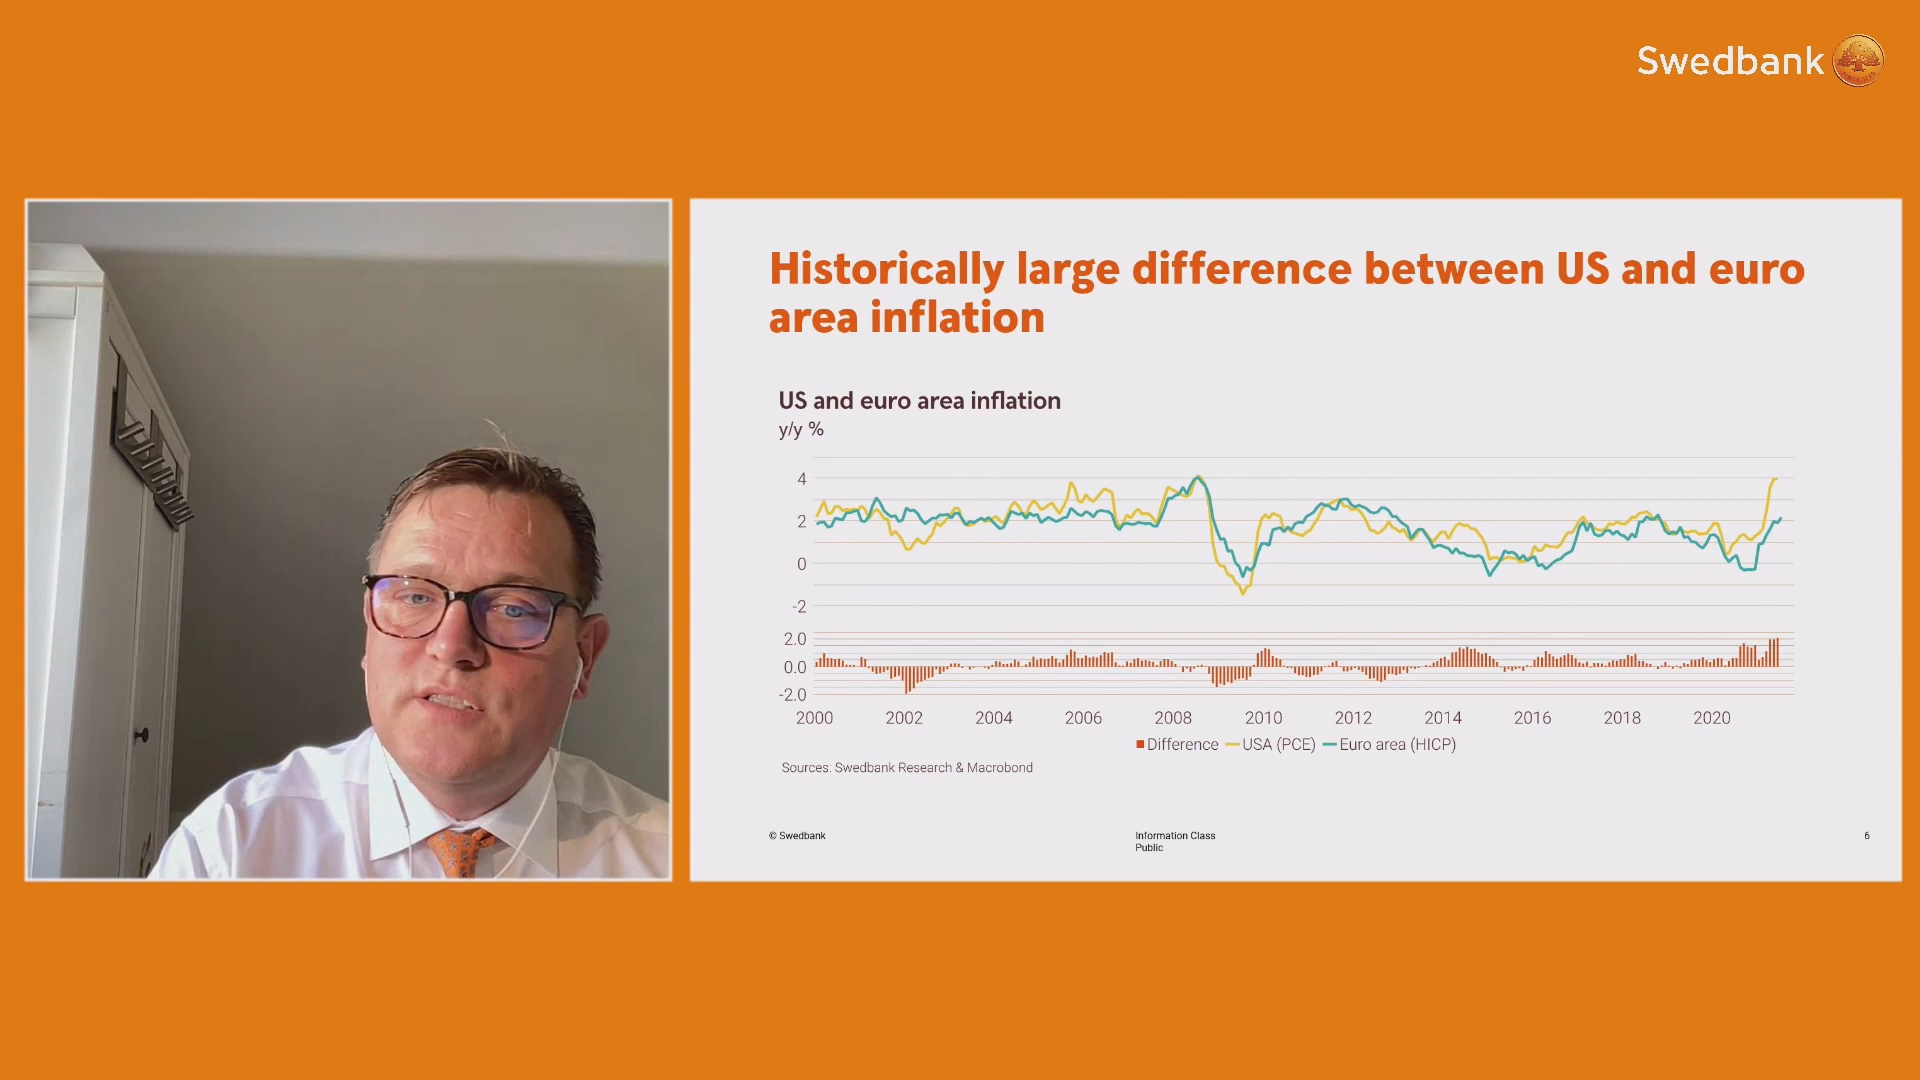 Swedbank
Historically large difference between US and euro
area inflation
US and euro area inflation
y/y %
4
2
0
-2
2.0
0.0
-2.0
2000 2002 2004 2006 2008 2010 2012 2014 2016 2018 2020
Difference USA (PCE) Euro area (HICP)
Sources: Swedbank Research & Macrobond
© Swedbank
Information Class
Public
6